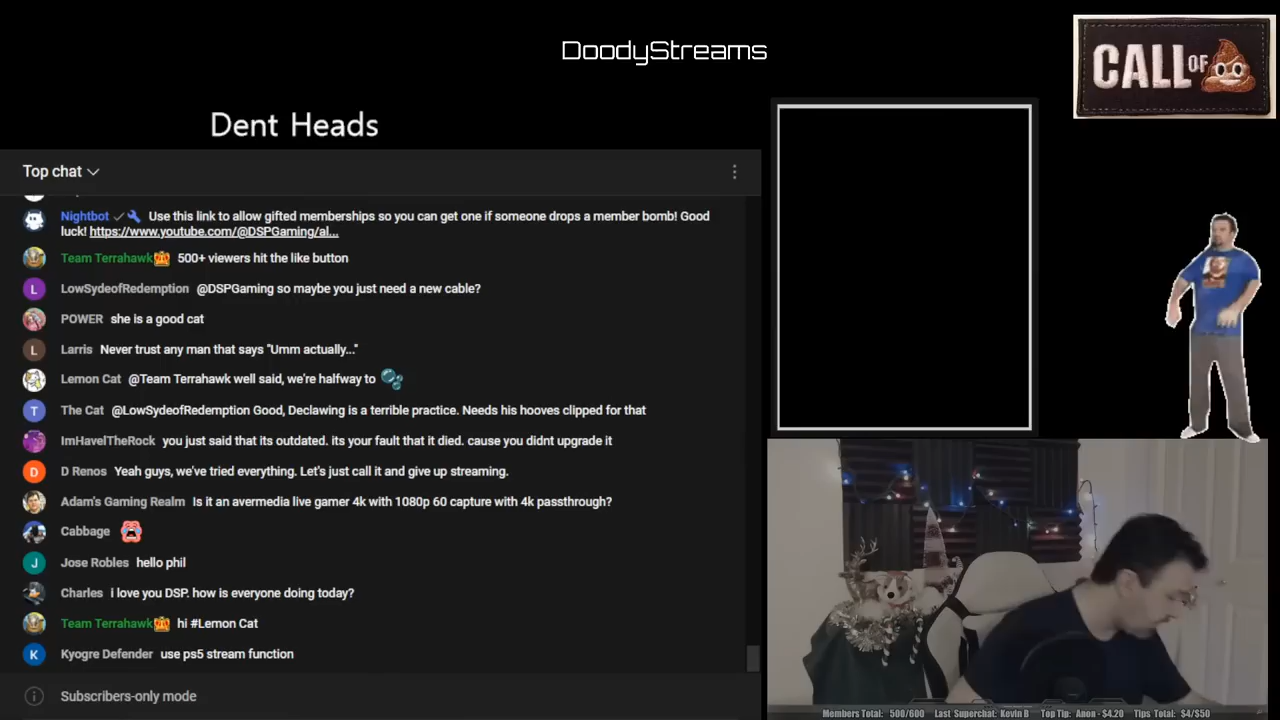 DoodyStreams
CALL OF
Dent Heads
Top chat
Nightbot Use this link to allow gifted memberships so you can get one if someone drops a member bomb! Good
luck! https://www.youtube.com/@DSPGaming/al...
Team Terrahawk 500+ viewers hit the like button
LowSydeofRedemption @DSPGaming so maybe you just need a new cable?
POWER she is a good cat
Larris Never trust any man that says "Umm actually..."
Lemon Cat @Team Terrahawk well said, we're halfway to
The Cat @LowSydeofRedemption Good, Declawing is a terrible practice. Needs his hooves clipped for that
ImHavelTheRock you just said that its outdated. its your fault that it died. cause you didnt upgrade it
D Renos Yeah guys, we've tried everything. Let's just call it and give up streaming.
Adam's Gaming Realm Is it an avermedia live gamer 4k with 1080p 60 capture with 4k passthrough?
Cabbage
Jose Robles hello phil
Charles i love you DSP. how is everyone doing today?
Team Terrahawk hi #Lemon Cat
Kyogre Defender use ps5 stream function
Subscribers-only mode
Members Total: 500/600 Last Superchat: Kevin B Top Tip: Anon - $4.20 Tips Total: $4/$50